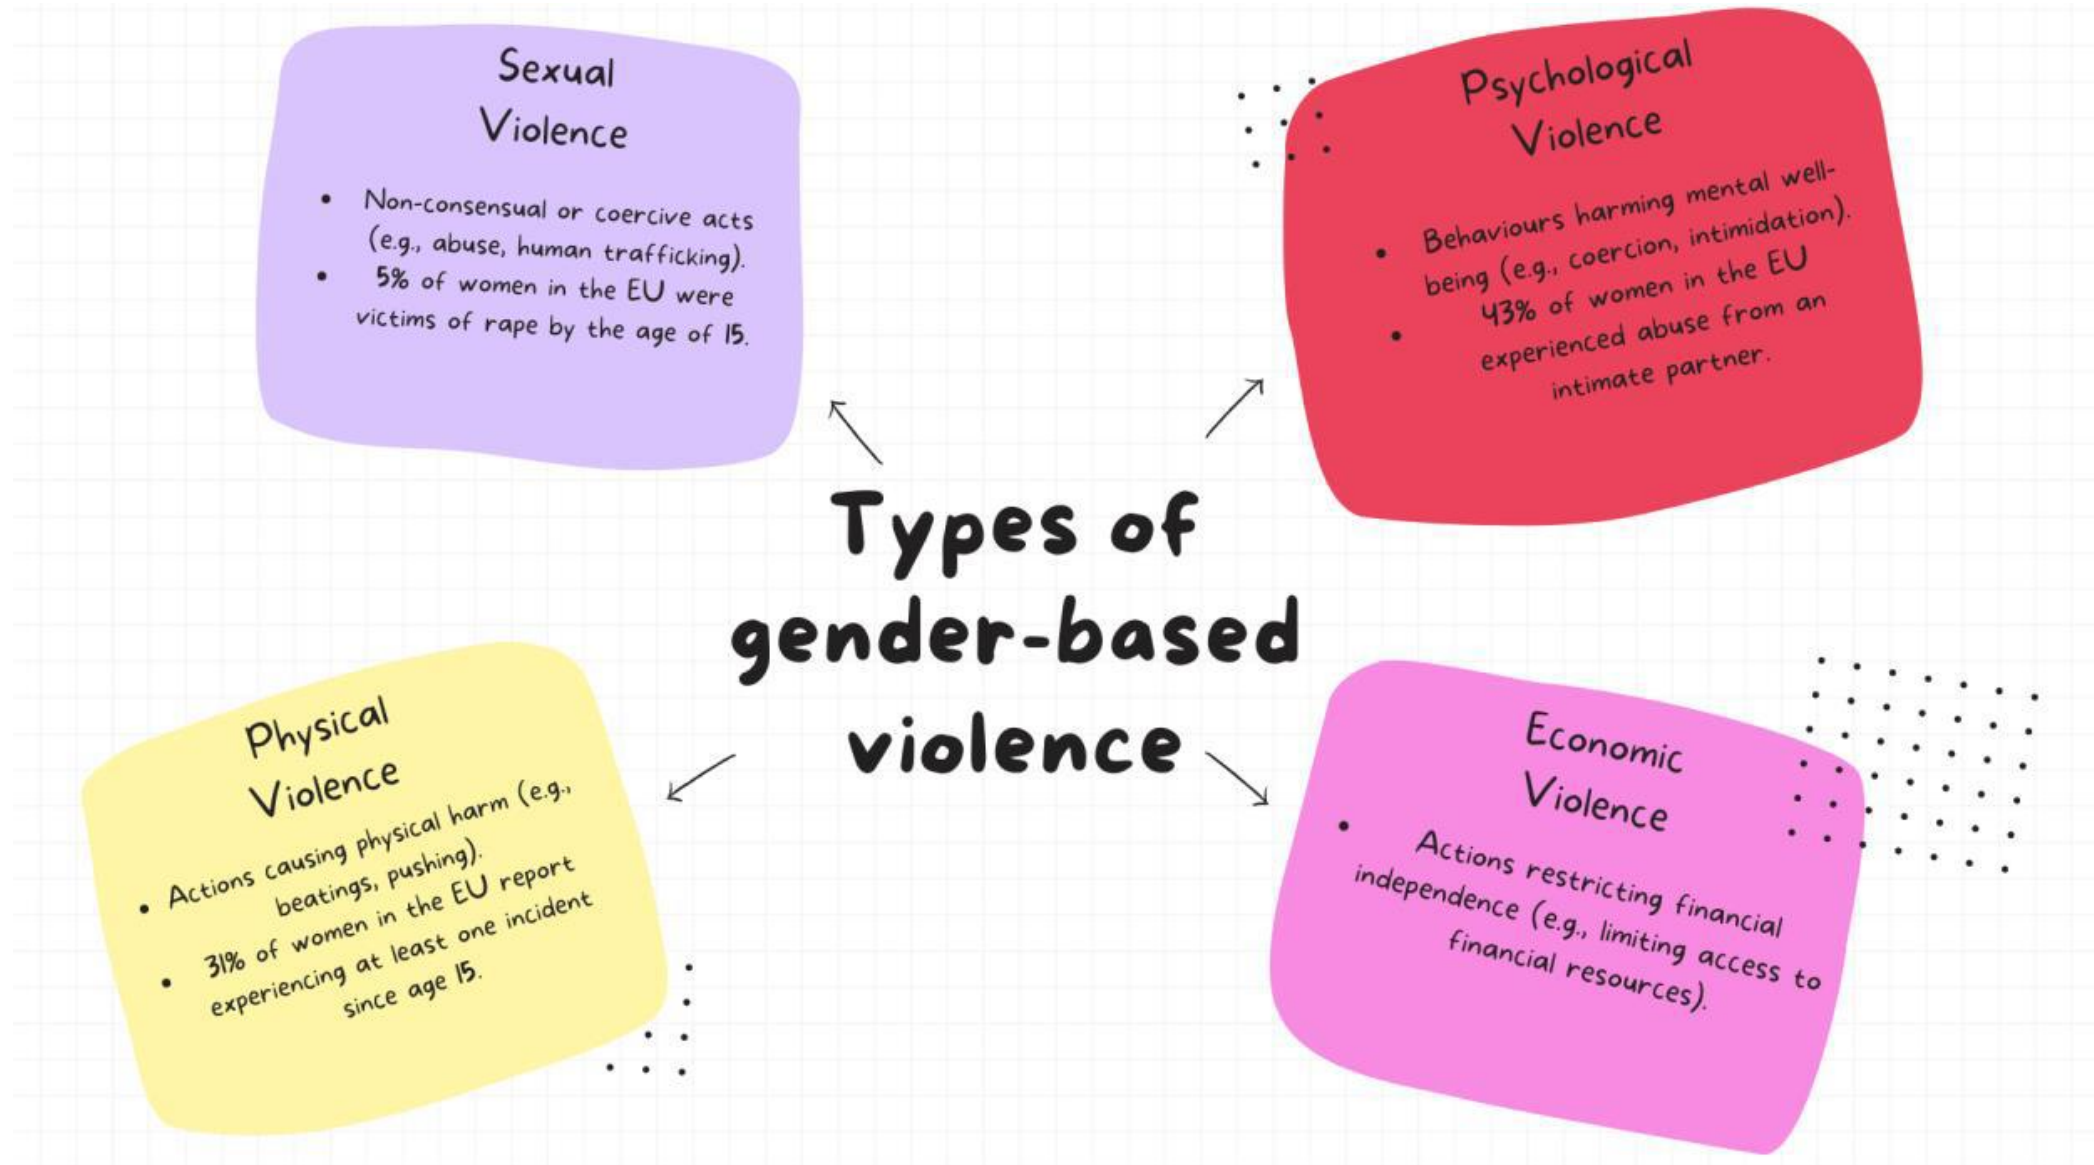 Sexual
Violence
• Non-consensual or coercive acts
(e.g., abuse, human trafficking).
• 5% of women in the EU were
victims of rape by the age of 15.
Psychological
Violence
• Behaviours harming mental well-
being (e.g., coercion, intimidation).
• 43% of women in the EU
experienced abuse from an
intimate partner.
Types of
gender-based
violence
Physical
Violence
• Actions causing physical harm (e.g.,
beatings, pushing).
• 31% of women in the EU report
experiencing at least one incident
since age 15.
Economic
Violence
• Actions restricting financial
independence (e.g., limiting access to
financial resources).